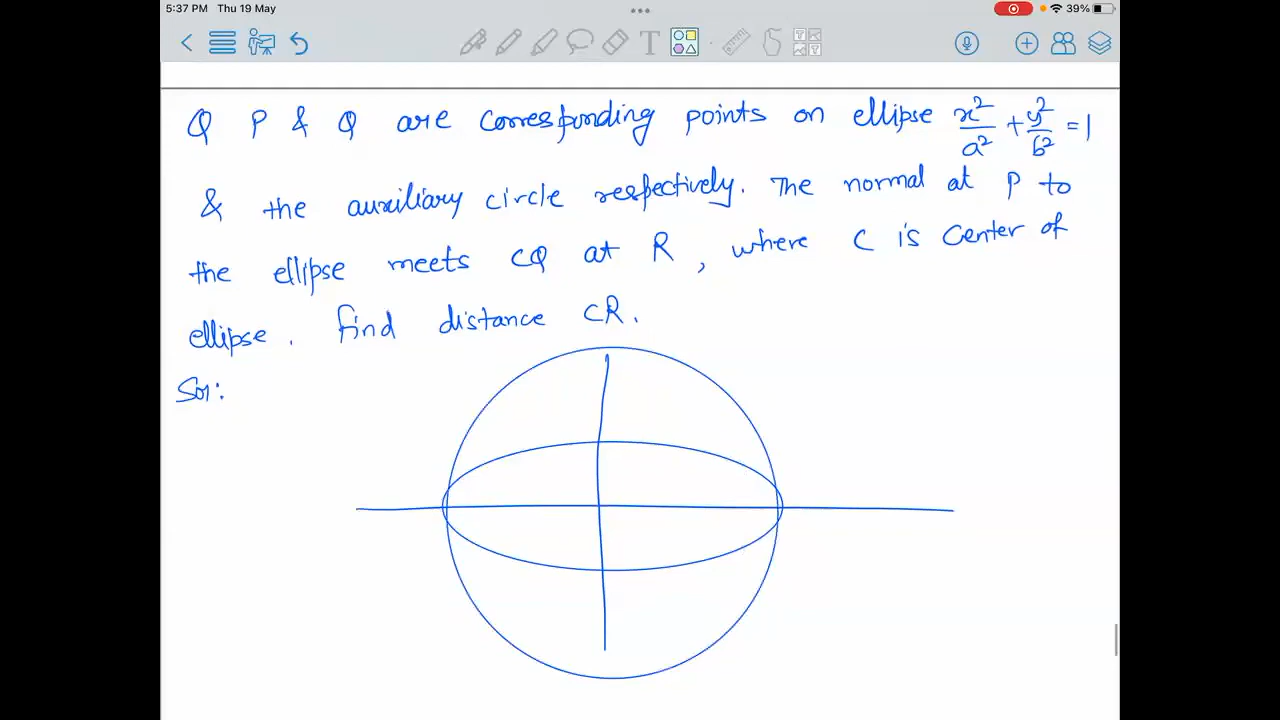 5:37 PM Thu 19 May
39%
T
Q P & Q are corresponding points on ellipse x²/a² + y²/b² = 1
& the auxiliary circle respectively. The normal at P to
the ellipse meets CQ at R, where C is center of
ellipse. find distance CR.
Sol: